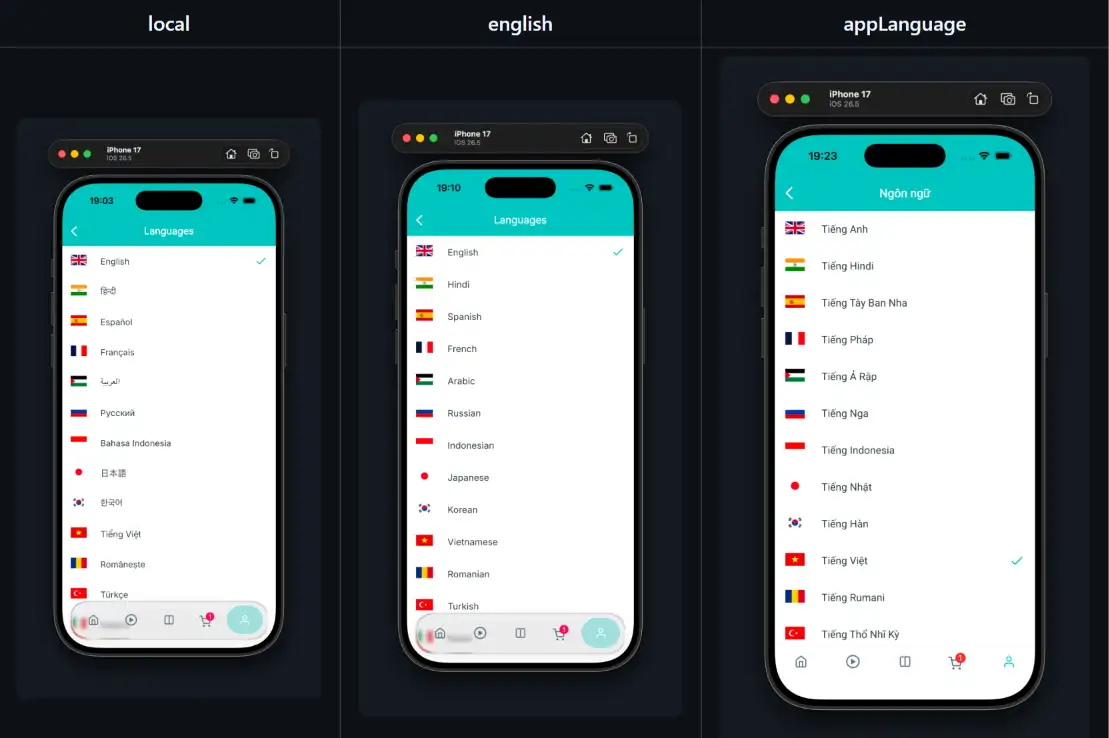 local
english
appLanguage
iPhone 17
iOS 26.5
19:03
Languages
English
हिन्दी
Español
Français
العربية
Русский
Bahasa Indonesia
日本語
한국어
Tiếng Việt
Românește
Türkçe
1
iPhone 17
iOS 26.5
19:10
Languages
English
Hindi
Spanish
French
Arabic
Russian
Indonesian
Japanese
Korean
Vietnamese
Romanian
Turkish
1
iPhone 17
iOS 26.5
19:23
Ngôn ngữ
Tiếng Anh
Tiếng Hindi
Tiếng Tây Ban Nha
Tiếng Pháp
Tiếng Ả Rập
Tiếng Nga
Tiếng Indonesia
Tiếng Nhật
Tiếng Hàn
Tiếng Việt
Tiếng Rumani
Tiếng Thổ Nhĩ Kỳ
1